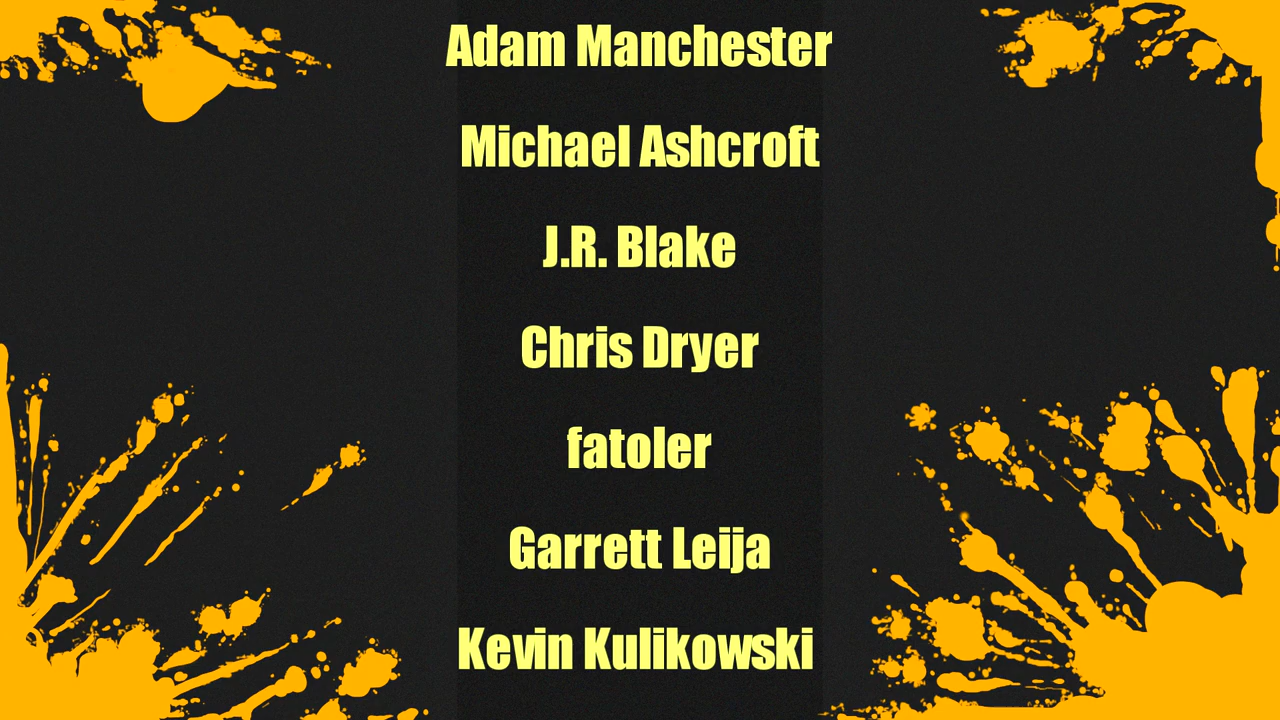 Adam Manchester
Michael Ashcroft
J.R. Blake
Chris Dryer
fatoler
Garrett Leija
Kevin Kulikowski